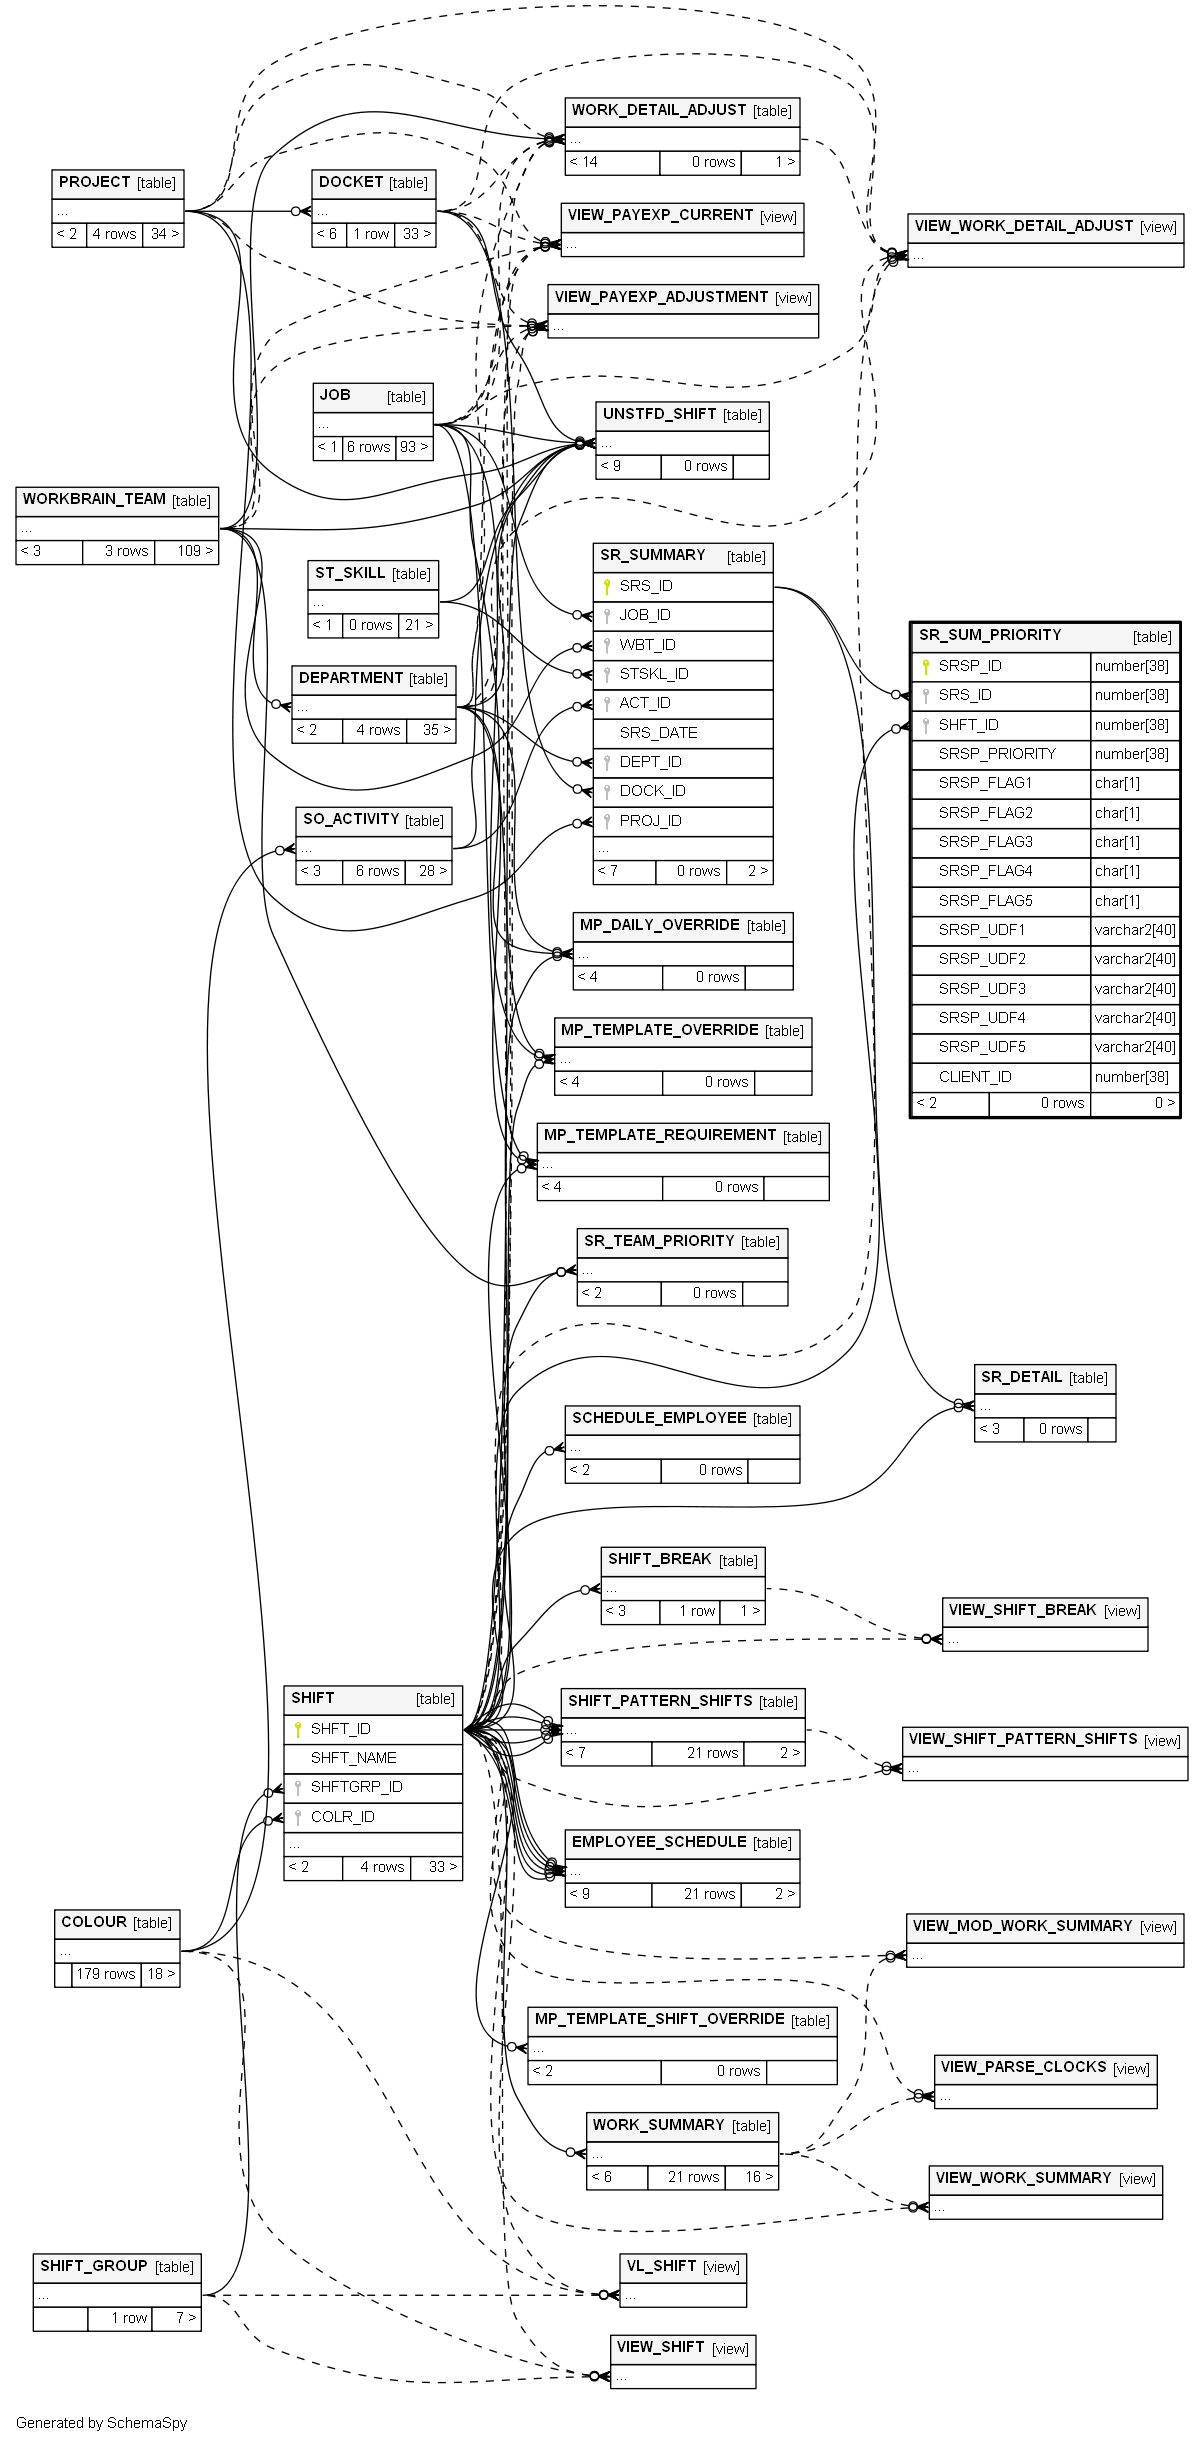 PROJECT [table]
...
< 2 4 rows 34 >
DOCKET [table]
...
< 6 1 row 33 >
WORK_DETAIL_ADJUST [table]
...
< 14 0 rows 1 >
VIEW_PAYEXP_CURRENT [view]
...
VIEW_WORK_DETAIL_ADJUST [view]
...
VIEW_PAYEXP_ADJUSTMENT [view]
...
JOB [table]
...
< 1 6 rows 93 >
UNSTFD_SHIFT [table]
...
< 9 0 rows
WORKBRAIN_TEAM [table]
...
< 3 3 rows 109 >
ST_SKILL [table]
...
< 1 0 rows 21 >
DEPARTMENT [table]
...
< 2 4 rows 35 >
SO_ACTIVITY [table]
...
< 3 6 rows 28 >
SR_SUMMARY [table]
SRS_ID
JOB_ID
WBT_ID
STSKL_ID
ACT_ID
SRS_DATE
DEPT_ID
DOCK_ID
PROJ_ID
...
< 7 0 rows 2 >
SR_SUM_PRIORITY [table]
SRSP_ID number[38]
SRS_ID number[38]
SHFT_ID number[38]
SRSP_PRIORITY number[38]
SRSP_FLAG1 char[1]
SRSP_FLAG2 char[1]
SRSP_FLAG3 char[1]
SRSP_FLAG4 char[1]
SRSP_FLAG5 char[1]
SRSP_UDF1 varchar2[40]
SRSP_UDF2 varchar2[40]
SRSP_UDF3 varchar2[40]
SRSP_UDF4 varchar2[40]
SRSP_UDF5 varchar2[40]
CLIENT_ID number[38]
< 2 0 rows 0 >
MP_DAILY_OVERRIDE [table]
...
< 4 0 rows
MP_TEMPLATE_OVERRIDE [table]
...
< 4 0 rows
MP_TEMPLATE_REQUIREMENT [table]
...
< 4 0 rows
SR_TEAM_PRIORITY [table]
...
< 2 0 rows
SR_DETAIL [table]
...
< 3 0 rows
SCHEDULE_EMPLOYEE [table]
...
< 2 0 rows
SHIFT_BREAK [table]
...
< 3 1 row 1 >
VIEW_SHIFT_BREAK [view]
...
SHIFT [table]
SHFT_ID
SHFT_NAME
SHFTGRP_ID
COLR_ID
...
< 2 4 rows 33 >
SHIFT_PATTERN_SHIFTS [table]
...
< 7 21 rows 2 >
VIEW_SHIFT_PATTERN_SHIFTS [view]
...
EMPLOYEE_SCHEDULE [table]
...
< 9 21 rows 2 >
COLOUR [table]
...
179 rows 18 >
VIEW_MOD_WORK_SUMMARY [view]
...
MP_TEMPLATE_SHIFT_OVERRIDE [table]
...
< 2 0 rows
VIEW_PARSE_CLOCKS [view]
...
WORK_SUMMARY [table]
...
< 6 21 rows 16 >
VIEW_WORK_SUMMARY [view]
...
SHIFT_GROUP [table]
...
1 row 7 >
VL_SHIFT [view]
...
VIEW_SHIFT [view]
...
Generated by SchemaSpy